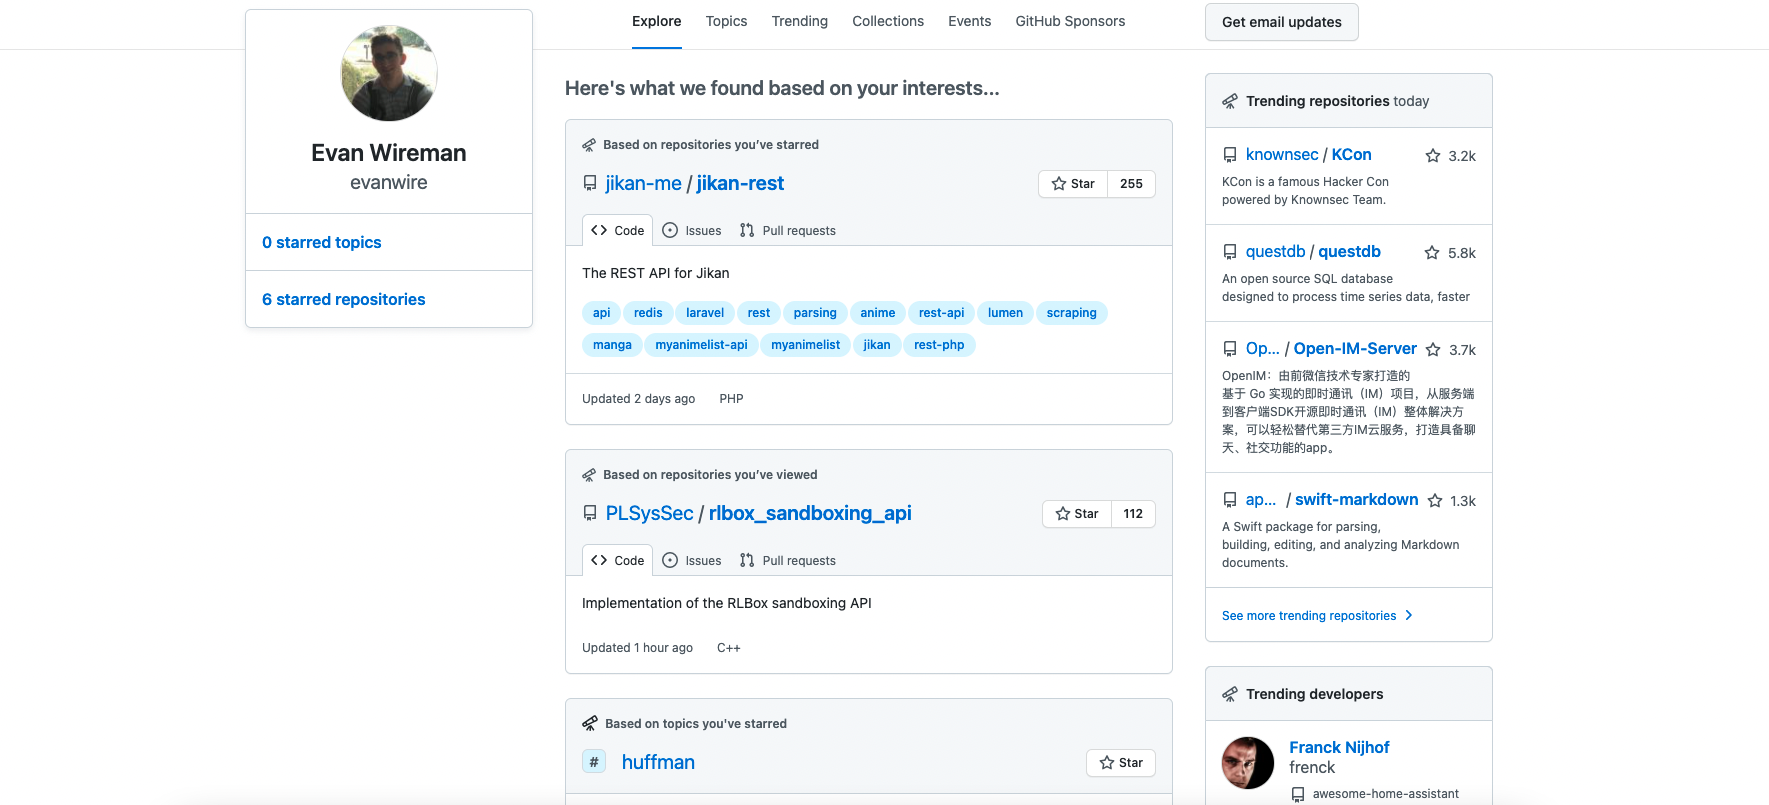 Explore Topics Trending Collections Events GitHub Sponsors
Get email updates
Evan Wireman
evanwire
0 starred topics
6 starred repositories
Here's what we found based on your interests...
Based on repositories you’ve starred
jikan-me / jikan-rest
Star 255
Code Issues Pull requests
The REST API for Jikan
api redis laravel rest parsing anime rest-api lumen scraping
manga myanimelist-api myanimelist jikan rest-php
Updated 2 days ago PHP
Based on repositories you’ve viewed
PLSysSec / rlbox_sandboxing_api
Star 112
Code Issues Pull requests
Implementation of the RLBox sandboxing API
Updated 1 hour ago C++
Based on topics you've starred
# huffman
Star
Trending repositories today
knownsec / KCon 3.2k
KCon is a famous Hacker Con
powered by Knownsec Team.
questdb / questdb 5.8k
An open source SQL database
designed to process time series data, faster
Op... / Open-IM-Server 3.7k
OpenIM：由前微信技术专家打造的
基于 Go 实现的即时通讯（IM）项目，从服务端
到客户端SDK开源即时通讯（IM）整体解决方
案，可以轻松替代第三方IM云服务，打造具备聊
天、社交功能的app。
ap... / swift-markdown 1.3k
A Swift package for parsing,
building, editing, and analyzing Markdown
documents.
See more trending repositories
Trending developers
Franck Nijhof
frenck
awesome-home-assistant